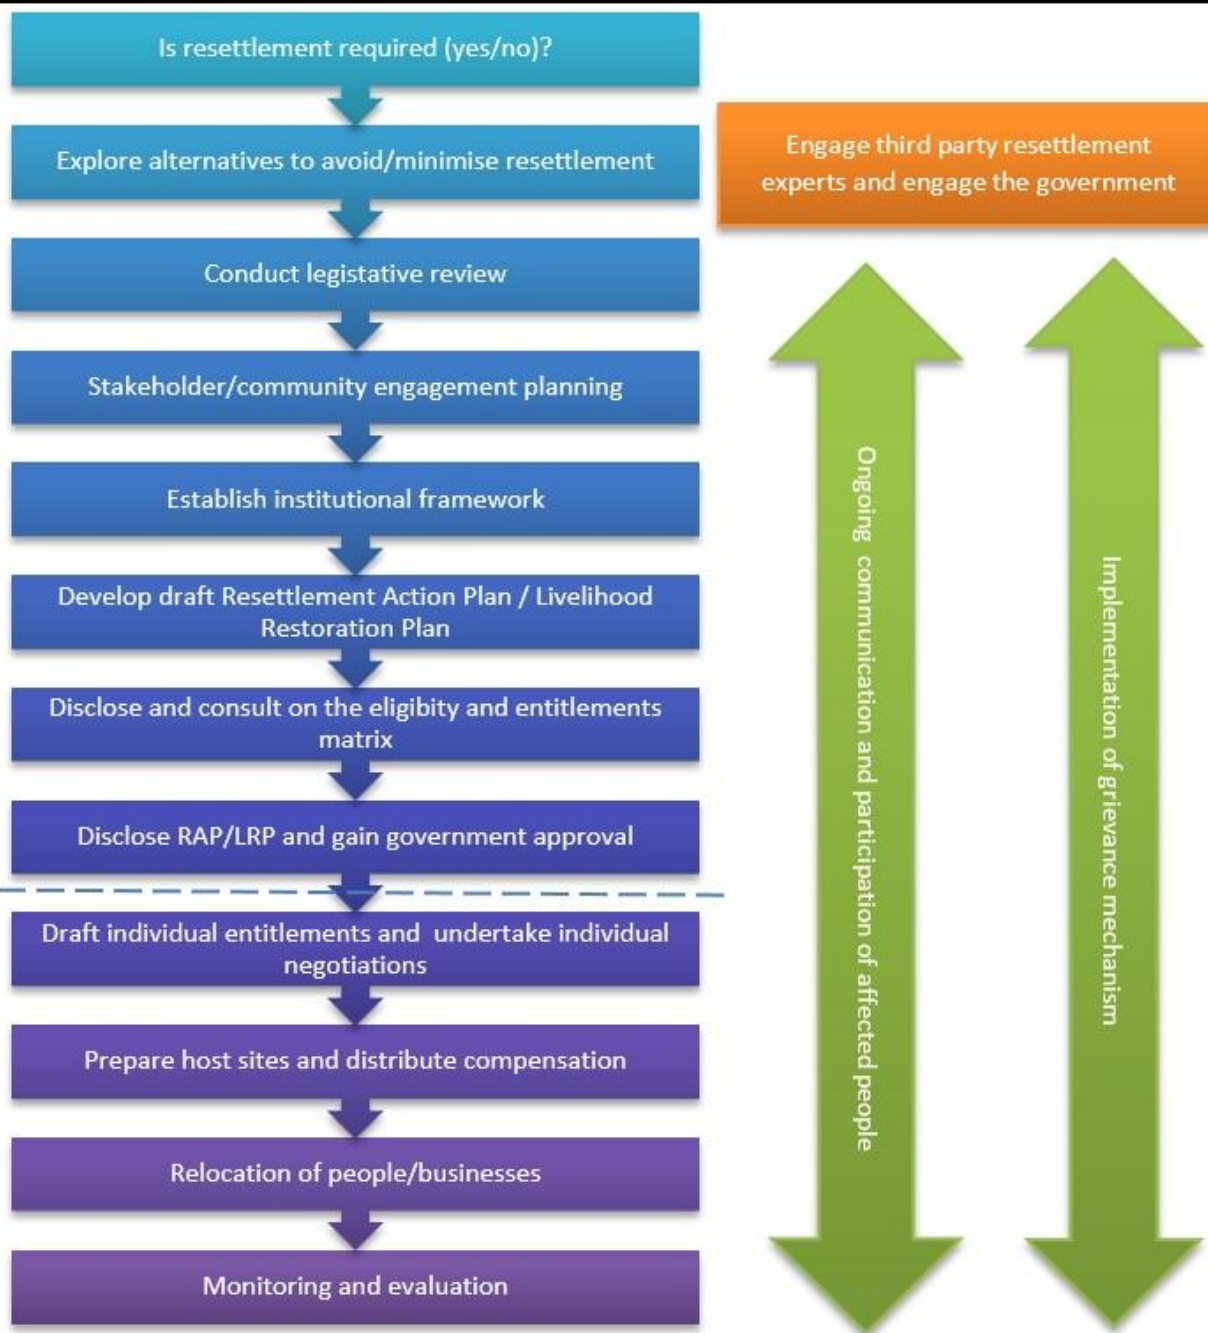 Is resettlement required (yes/no)?
Explore alternatives to avoid/minimise resettlement
Conduct legistative review
Stakeholder/community engagement planning
Establish institutional framework
Develop draft Resettlement Action Plan / Livelihood
Restoration Plan
Disclose and consult on the eligibity and entitlements
matrix
Disclose RAP/LRP and gain government approval
Draft individual entitlements and undertake individual
negotiations
Prepare host sites and distribute compensation
Relocation of people/businesses
Monitoring and evaluation
Engage third party resettlement
experts and engage the government
Ongoing communication and participation of affected people
Implementation of grievance mechanism